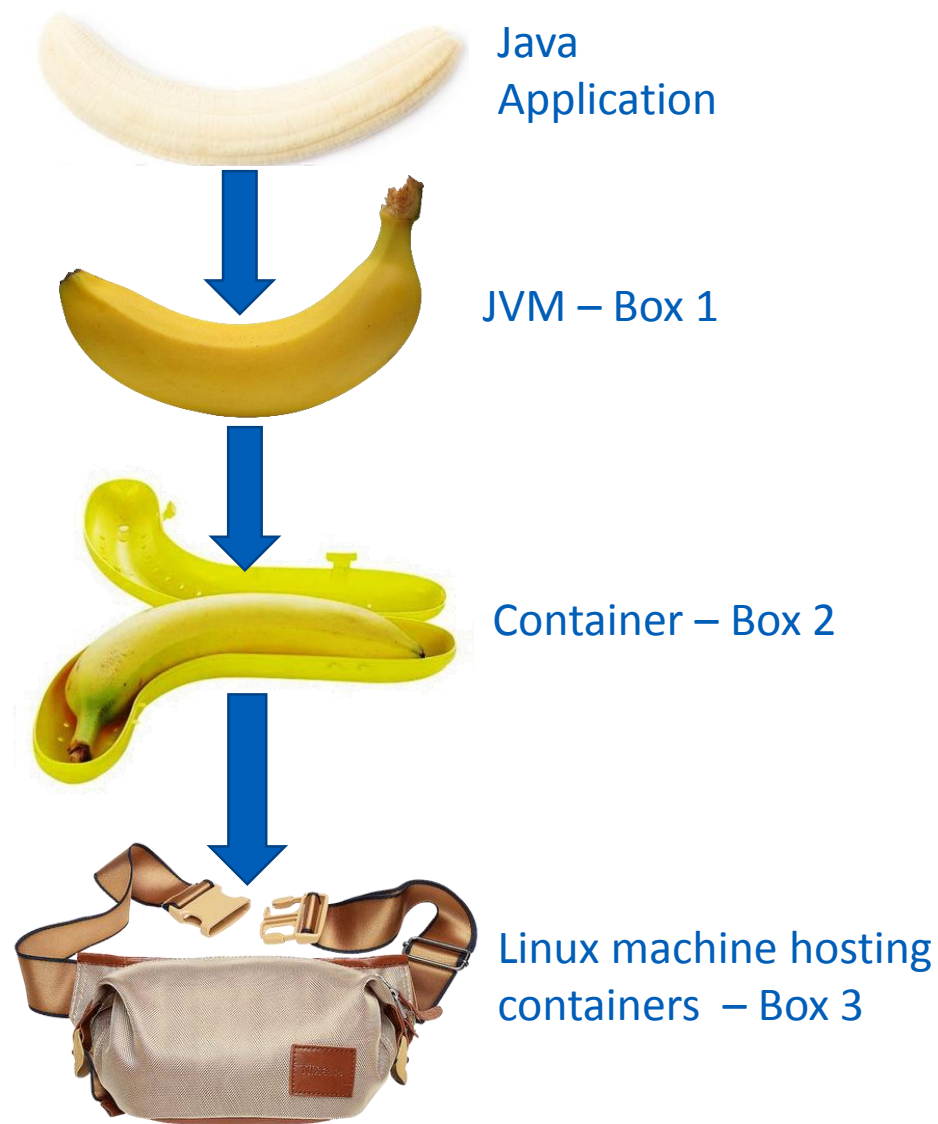 Java
Application
JVM – Box 1
Container – Box 2
Linux machine hosting
containers – Box 3